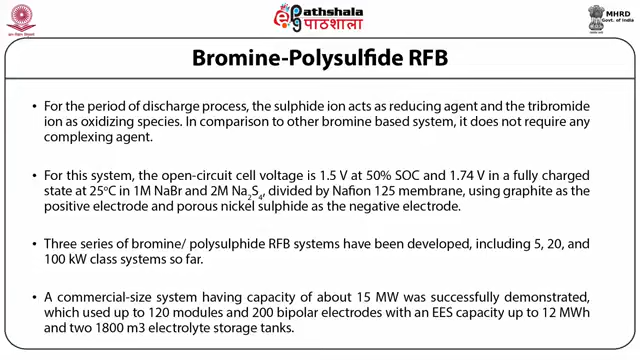 ePathshala
पाठशाला
MHRD
Govt. of India
Bromine-Polysulfide RFB
• For the period of discharge process, the sulphide ion acts as reducing agent and the tribromide
ion as oxidizing species. In comparison to other bromine based system, it does not require any
complexing agent.
• For this system, the open-circuit cell voltage is 1.5 V at 50% SOC and 1.74 V in a fully charged
state at 25°C in 1M NaBr and 2M Na₂S₄, divided by Nafion 125 membrane, using graphite as the
positive electrode and porous nickel sulphide as the negative electrode.
• Three series of bromine/ polysulphide RFB systems have been developed, including 5, 20, and
100 kW class systems so far.
• A commercial-size system having capacity of about 15 MW was successfully demonstrated,
which used up to 120 modules and 200 bipolar electrodes with an EES capacity up to 12 MWh
and two 1800 m3 electrolyte storage tanks.